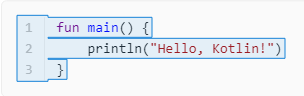 1 fun main() {
2     println("Hello, Kotlin!")
3 }